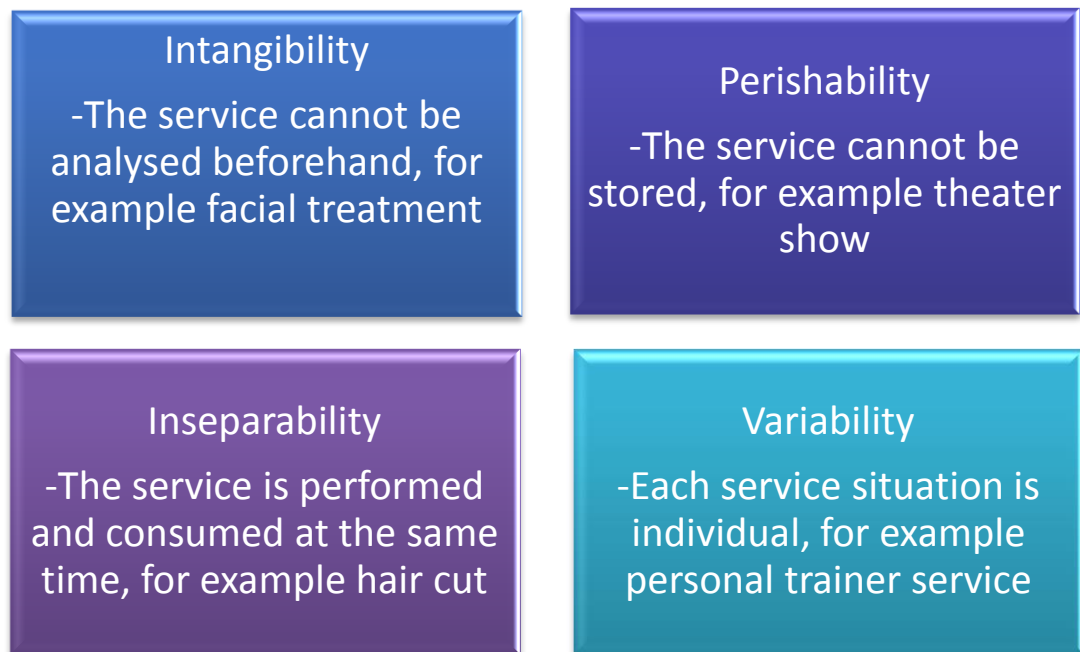 Intangibility
-The service cannot be
analysed beforehand, for
example facial treatment
Perishability
-The service cannot be
stored, for example theater
show
Inseparability
-The service is performed
and consumed at the same
time, for example hair cut
Variability
-Each service situation is
individual, for example
personal trainer service